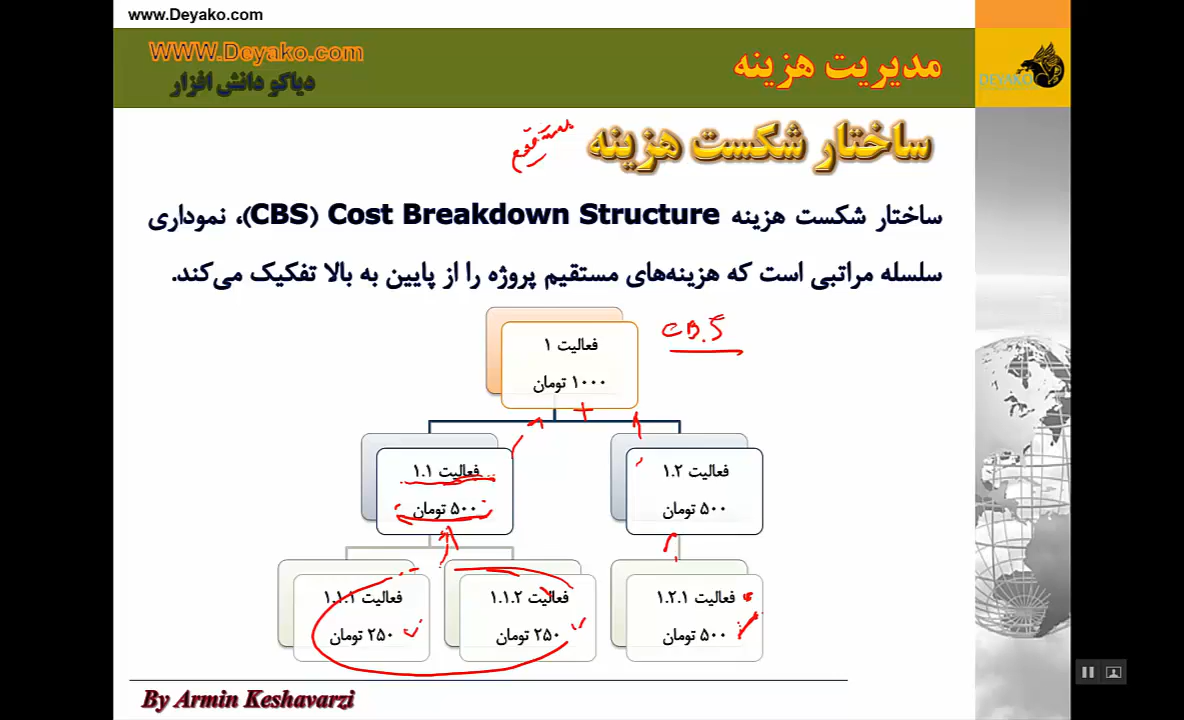 www.Deyako.com
WWW.Deyako.com
دیاکو دانش افزار
مدیریت هزینه
DEYAKO
ساختار شکست هزینه
مستقیم
ساختار شکست هزینه Cost Breakdown Structure (CBS)، نموداری
سلسله مراتبی است که هزینه‌های مستقیم پروژه را از پایین به بالا تفکیک می‌کند.
CBS
فعالیت ۱
۱۰۰۰ تومان
فعالیت ۱.۱
۵۰۰ تومان
فعالیت ۱.۲
۵۰۰ تومان
فعالیت ۱.۱.۱
۲۵۰ تومان
فعالیت ۱.۱.۲
۲۵۰ تومان
فعالیت ۱.۲.۱
۵۰۰ تومان
By Armin Keshavarzi